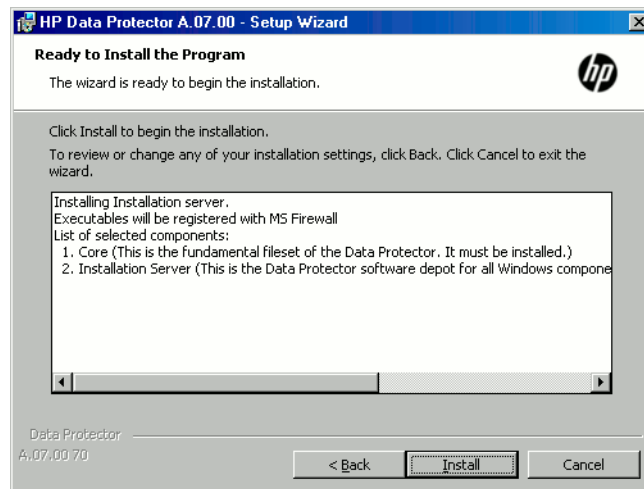 HP Data Protector A.07.00 - Setup Wizard
Ready to Install the Program
The wizard is ready to begin the installation.
hp
Click Install to begin the installation.
To review or change any of your installation settings, click Back. Click Cancel to exit the
wizard.
Installing Installation server.
Executables will be registered with MS Firewall
List of selected components:
1. Core (This is the fundamental fileset of the Data Protector. It must be installed.)
2. Installation Server (This is the Data Protector software depot for all Windows compone
Data Protector
A.07.00 70
< Back
Install
Cancel